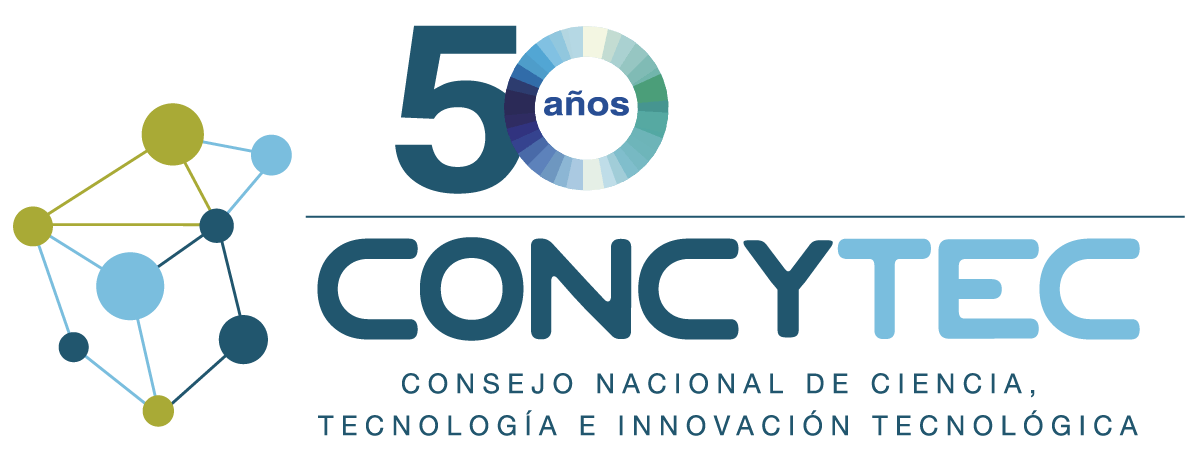 50 años
CONCYTEC
CONSEJO NACIONAL DE CIENCIA,
TECNOLOGÍA E INNOVACIÓN TECNOLÓGICA